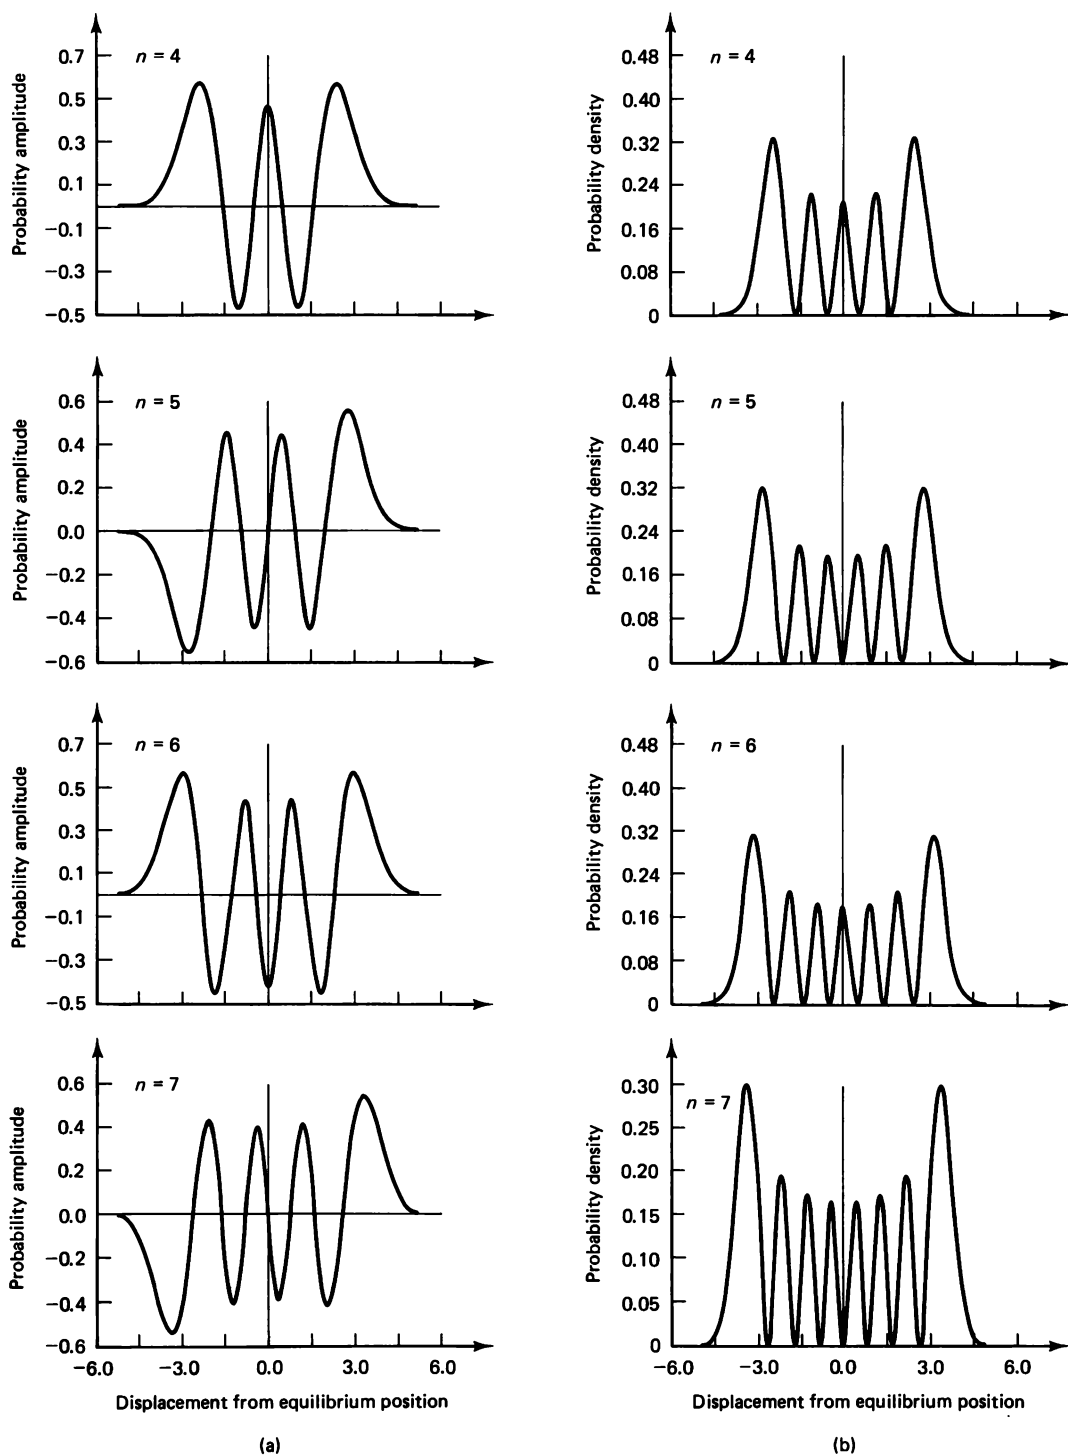 n = 4
Probability amplitude
0.7
0.5
0.3
0.1
−0.1
−0.3
−0.5
n = 4
Probability density
0.48
0.40
0.32
0.24
0.16
0.08
0
n = 5
Probability amplitude
0.6
0.4
0.2
0.0
−0.2
−0.4
−0.6
n = 5
Probability density
0.48
0.40
0.32
0.24
0.16
0.08
0
n = 6
Probability amplitude
0.7
0.5
0.3
0.1
−0.1
−0.3
−0.5
n = 6
Probability density
0.48
0.40
0.32
0.24
0.16
0.08
0
n = 7
Probability amplitude
0.6
0.4
0.2
0.0
−0.2
−0.4
−0.6
−6.0 −3.0 0.0 3.0 6.0
Displacement from equilibrium position
(a)
n = 7
Probability density
0.30
0.25
0.20
0.15
0.10
0.05
0
−6.0 −3.0 0.0 3.0 6.0
Displacement from equilibrium position
(b)